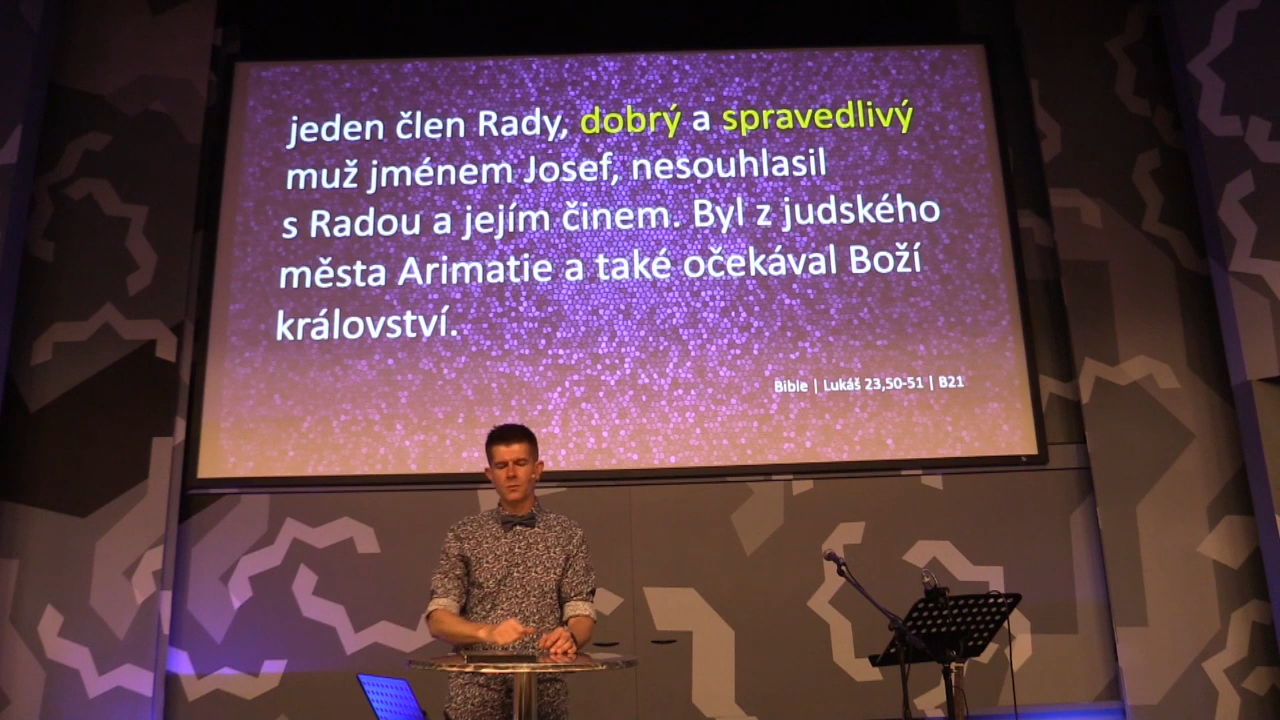 jeden člen Rady, dobrý a spravedlivý
muž jménem Josef, nesouhlasil
s Radou a jejím činem. Byl z judského
města Arimatie a také očekával Boží
království.
Bible | Lukáš 23,50-51 | B21